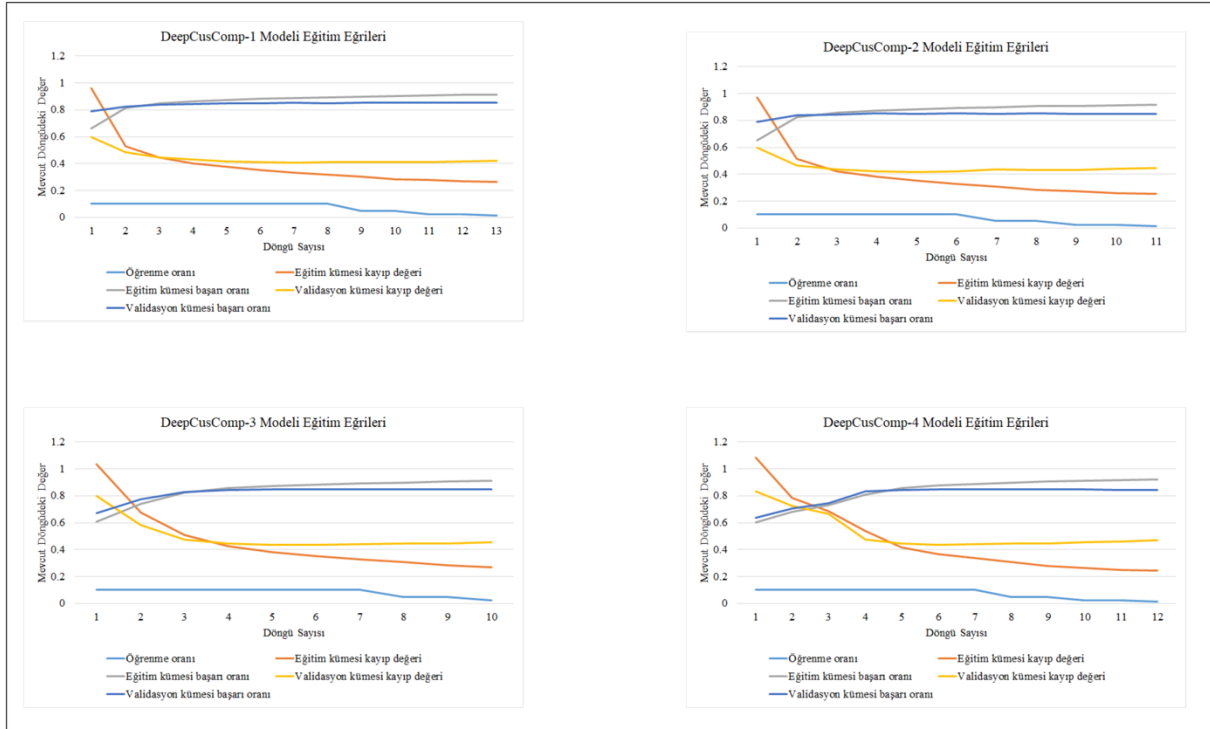 DeepCusComp-1 Modeli Eğitim Eğrileri
Mevcut Döngüdeki Değer
1.2
1
0.8
0.6
0.4
0.2
0
1 2 3 4 5 6 7 8 9 10 11 12 13
Döngü Sayısı
Öğrenme oranı Eğitim kümesi kayıp değeri
Eğitim kümesi başarı oranı Validasyon kümesi kayıp değeri
Validasyon kümesi başarı oranı
DeepCusComp-2 Modeli Eğitim Eğrileri
Mevcut Döngüdeki Değer
1.2
1
0.8
0.6
0.4
0.2
0
1 2 3 4 5 6 7 8 9 10 11
Döngü Sayısı
Öğrenme oranı Eğitim kümesi kayıp değeri
Eğitim kümesi başarı oranı Validasyon kümesi kayıp değeri
Validasyon kümesi başarı oranı
DeepCusComp-3 Modeli Eğitim Eğrileri
Mevcut Döngüdeki Değer
1.2
1
0.8
0.6
0.4
0.2
0
1 2 3 4 5 6 7 8 9 10
Döngü Sayısı
Öğrenme oranı Eğitim kümesi kayıp değeri
Eğitim kümesi başarı oranı Validasyon kümesi kayıp değeri
Validasyon kümesi başarı oranı
DeepCusComp-4 Modeli Eğitim Eğrileri
Mevcut Döngüdeki Değer
1.2
1
0.8
0.6
0.4
0.2
0
1 2 3 4 5 6 7 8 9 10 11 12
Döngü Sayısı
Öğrenme oranı Eğitim kümesi kayıp değeri
Eğitim kümesi başarı oranı Validasyon kümesi kayıp değeri
Validasyon kümesi başarı oranı